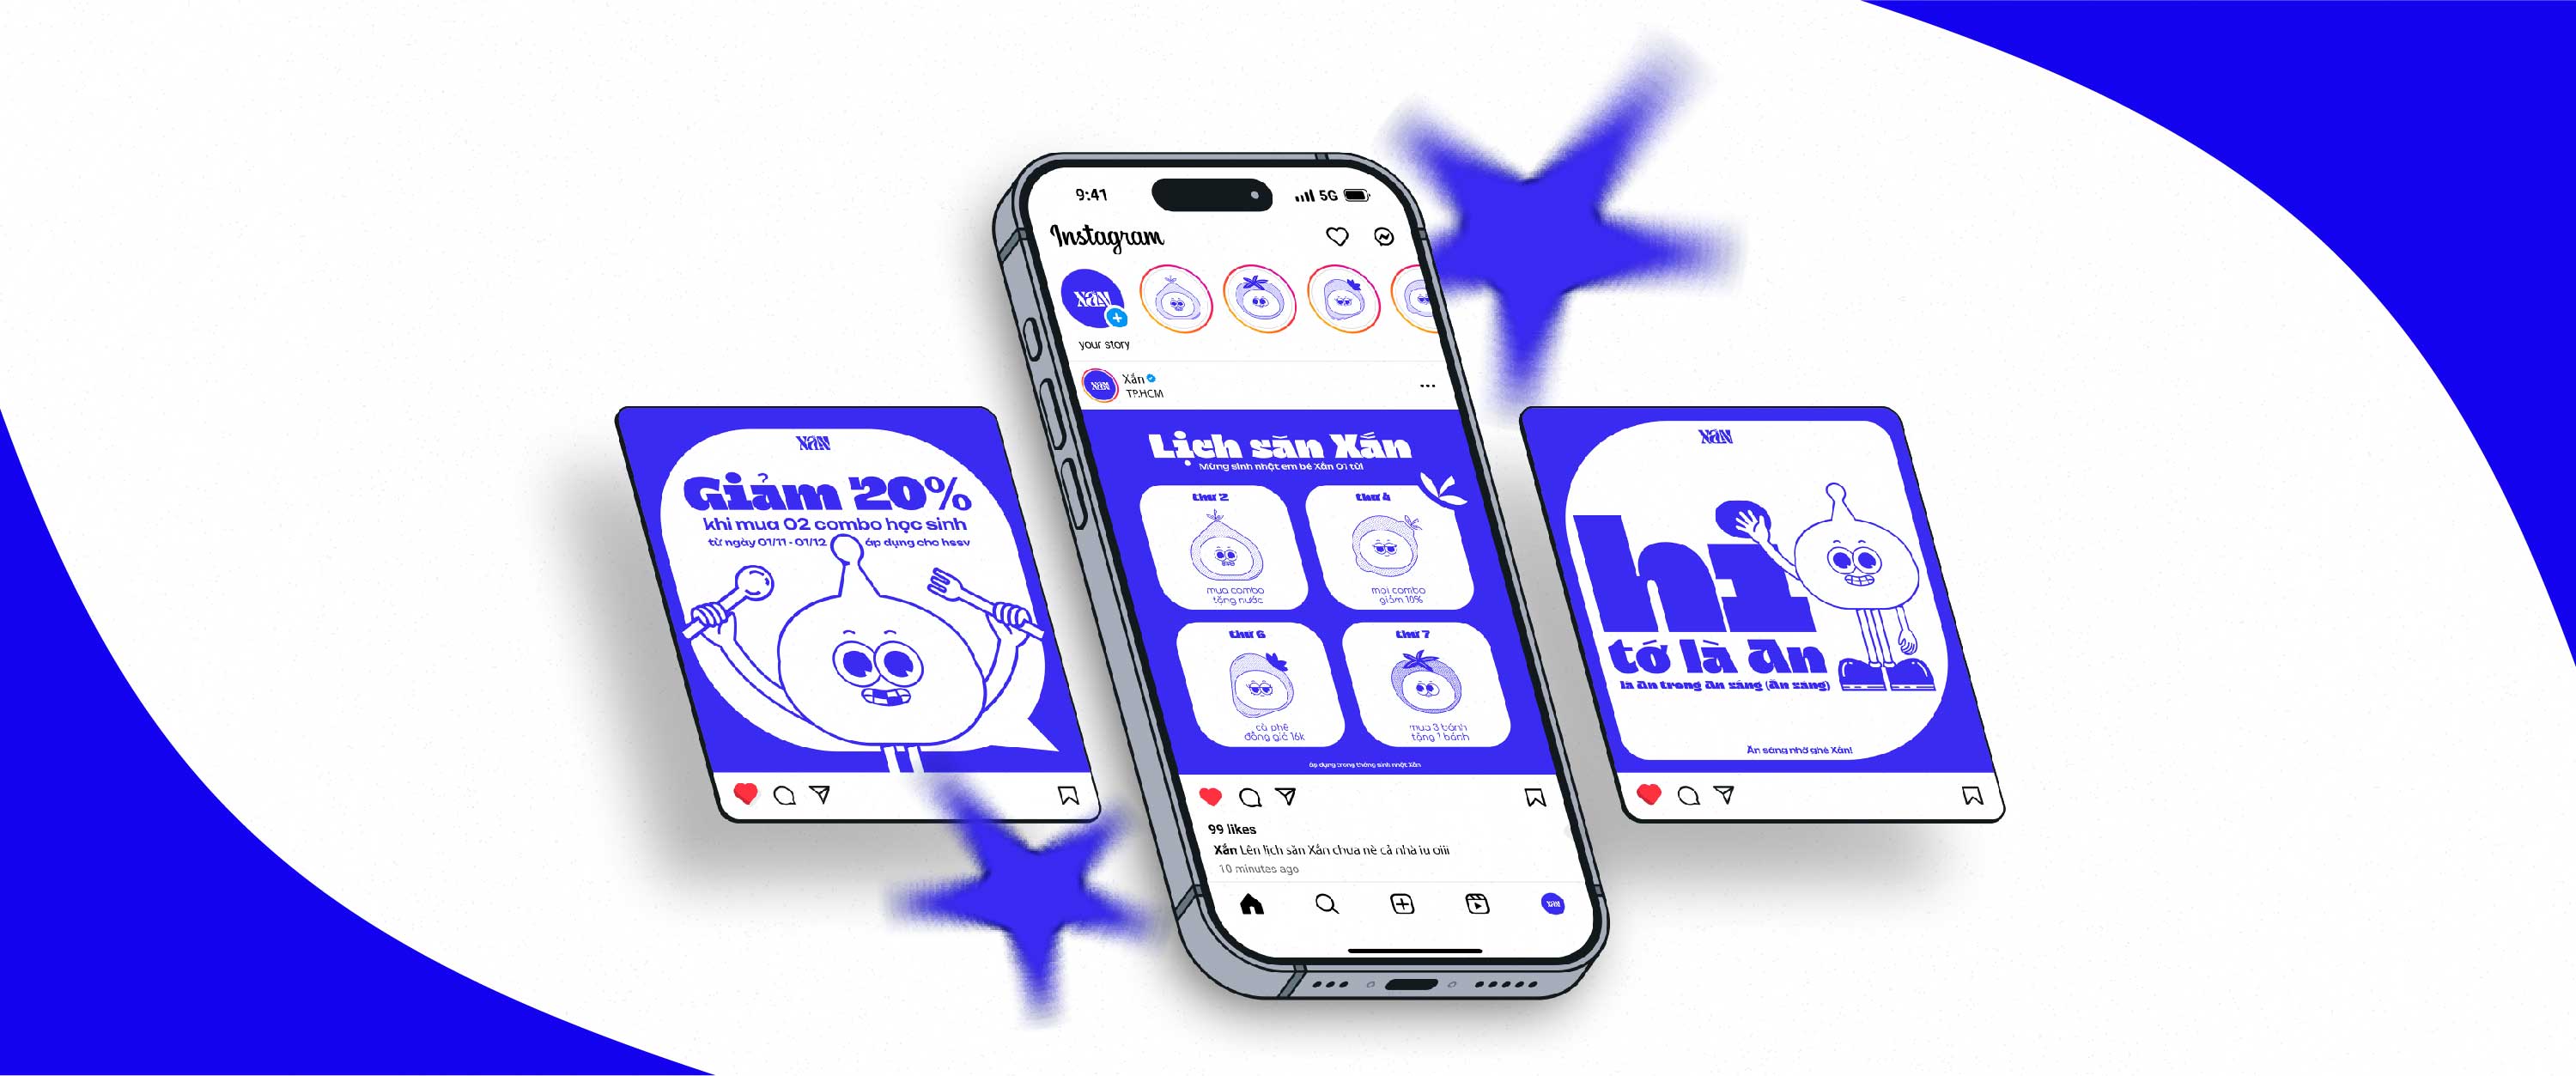 XẮN
Giảm 20%
khi mua 02 combo học sinh
từ ngày 01/11 - 01/12 áp dụng cho hssv
9:41
5G
Instagram
XẮN
your story
XẮN
Xắn
TP.HCM
Lịch săn Xắn
Mừng sinh nhật em bé Xắn 01 tủi
thứ 2
thứ 4
mua combo
tặng nước
mọi combo
giảm 10%
thứ 6
thứ 7
cà phê
đồng giá 16k
mua 3 bánh
tặng 1 bánh
áp dụng trong tháng sinh nhật Xắn
99 likes
Xắn Lên lịch săn Xắn chưa nè cả nhà iu oiii
10 minutes ago
XẮN
XẮN
hi
tớ là ăn
là ăn trong ăn sáng (ăn sang)
Ăn sáng nhớ ghé Xắn!